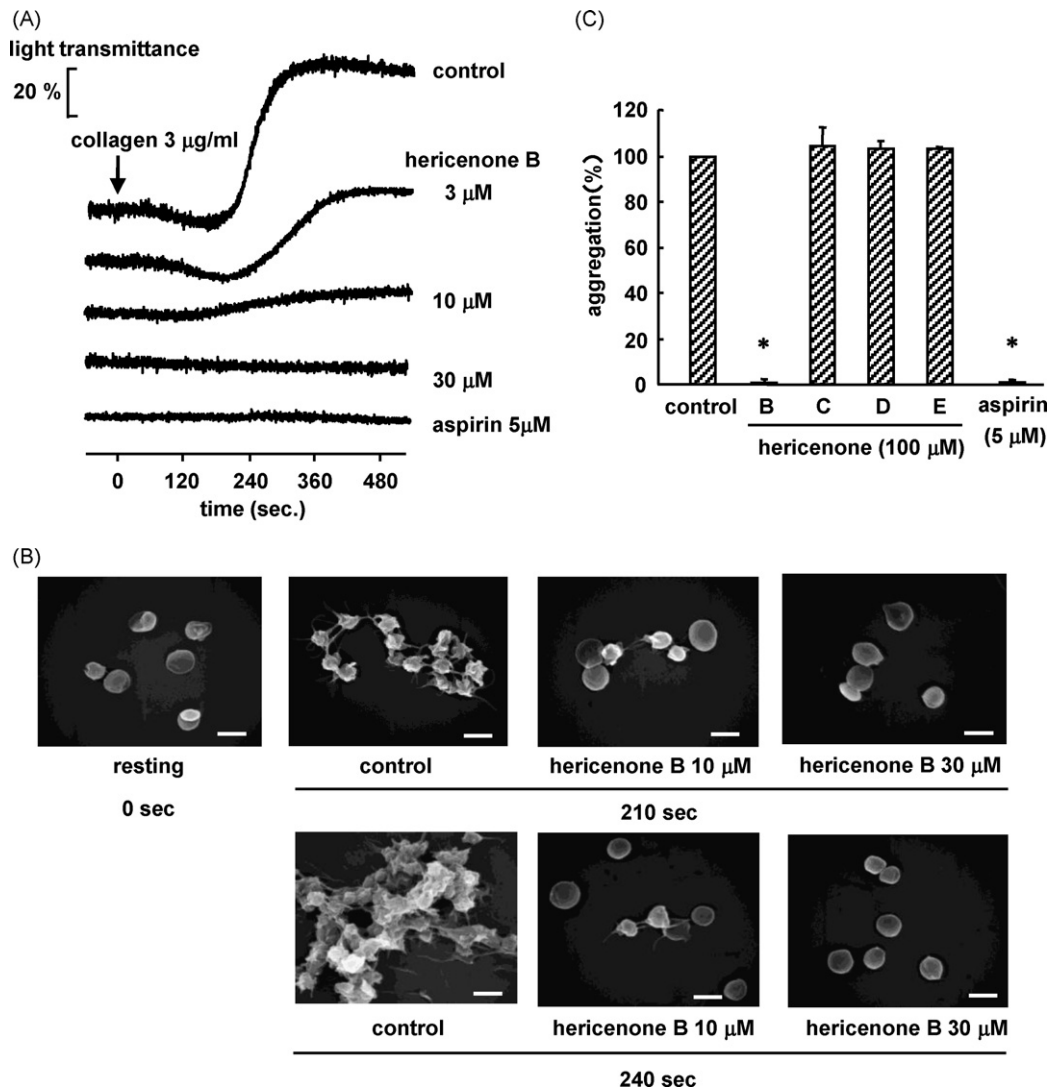 (A)
light transmittance
20 %
collagen 3 μg/ml
control
hericenone B
3 μM
10 μM
30 μM
aspirin 5μM
0 120 240 360 480
time (sec.)
(C)
120
100
80
60
40
20
0
aggregation(%)
*
*
control B C D E aspirin
hericenone (100 μM) (5 μM)
(B)
resting control hericenone B 10 μM hericenone B 30 μM
0 sec 210 sec
control hericenone B 10 μM hericenone B 30 μM
240 sec